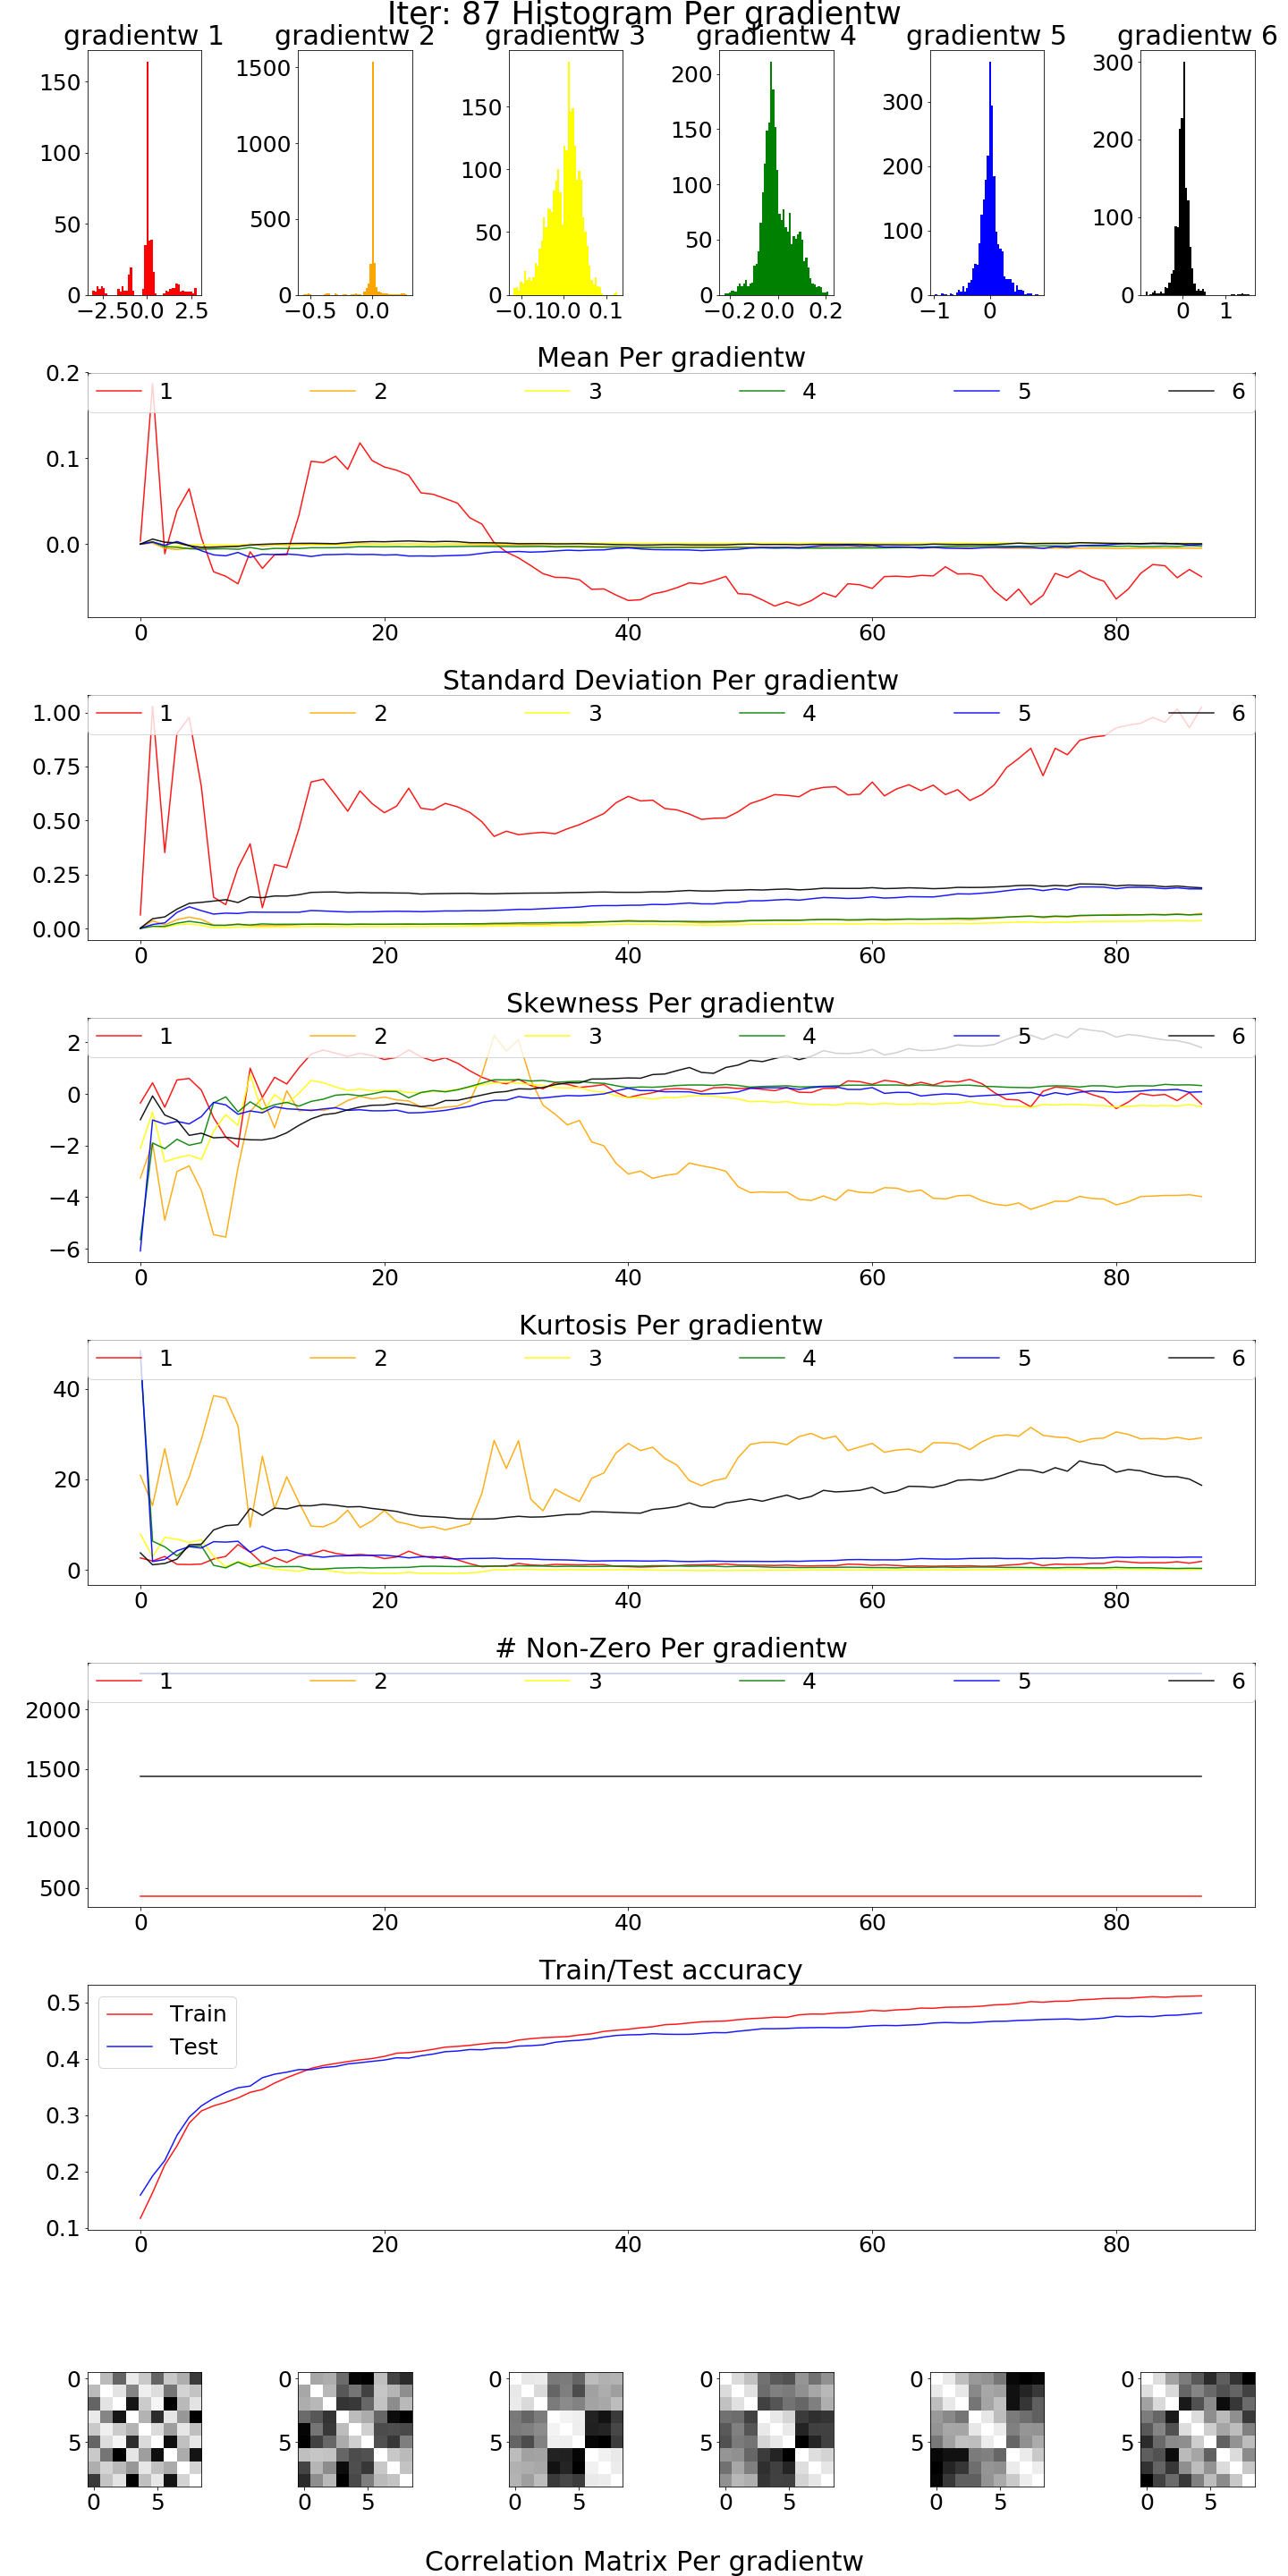 Iter: 87 Histogram Per gradientw
gradientw 1 gradientw 2 gradientw 3 gradientw 4 gradientw 5 gradientw 6
150 100 50 0
−2.5 0.0 2.5
1500 1000 500 0
−0.5 0.0
150 100 50 0
−0.1 0.0 0.1
200 150 100 50 0
−0.2 0.0 0.2
300 200 100 0
−1 0
300 200 100 0
0 1
Mean Per gradientw
1 2 3 4 5 6
0.2
0.1
0.0
0 20 40 60 80
Standard Deviation Per gradientw
1 2 3 4 5 6
1.00
0.75
0.50
0.25
0.00
0 20 40 60 80
Skewness Per gradientw
1 2 3 4 5 6
2
0
−2
−4
−6
0 20 40 60 80
Kurtosis Per gradientw
1 2 3 4 5 6
40
20
0
0 20 40 60 80
# Non-Zero Per gradientw
1 2 3 4 5 6
2000
1500
1000
500
0 20 40 60 80
Train/Test accuracy
Train
Test
0.5
0.4
0.3
0.2
0.1
0 20 40 60 80
0 0 0 0 0 0
5 5 5 5 5 5
0 5 0 5 0 5 0 5 0 5 0 5
Correlation Matrix Per gradientw